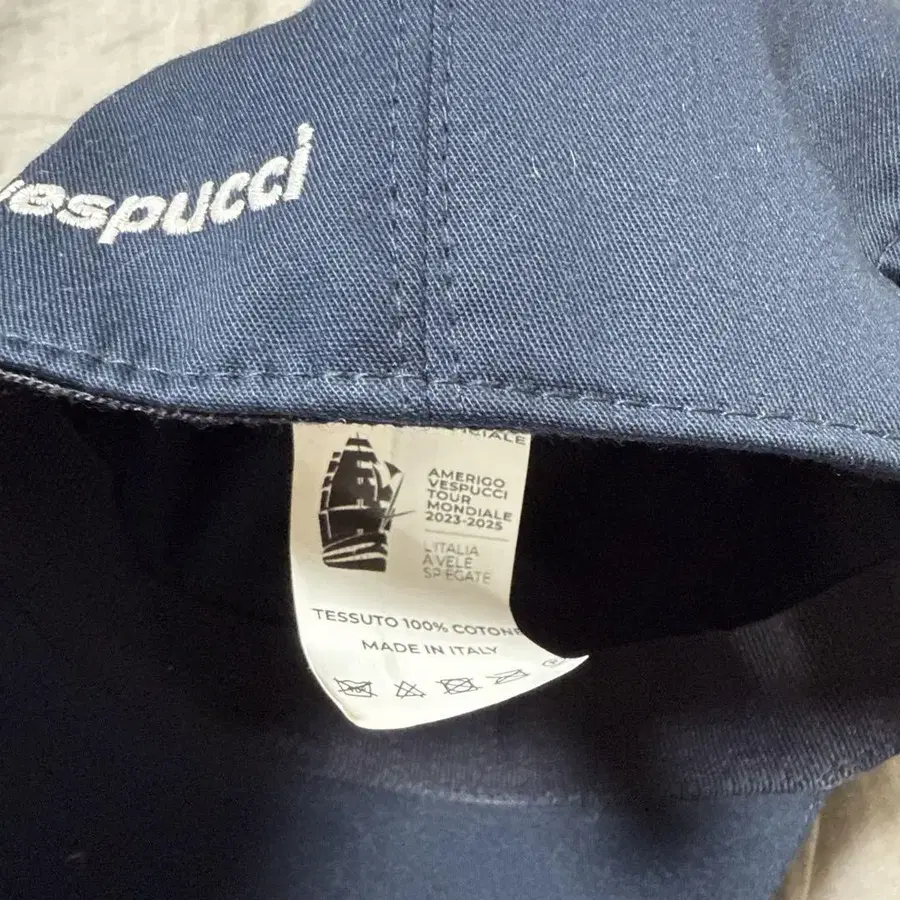 vespucci
AMERIGO
VESPUCCI
TOUR
MONDIALE
2023-2025
L'ITALIA
A VELE
SPIEGATE
TESSUTO 100% COTONE
MADE IN ITALY